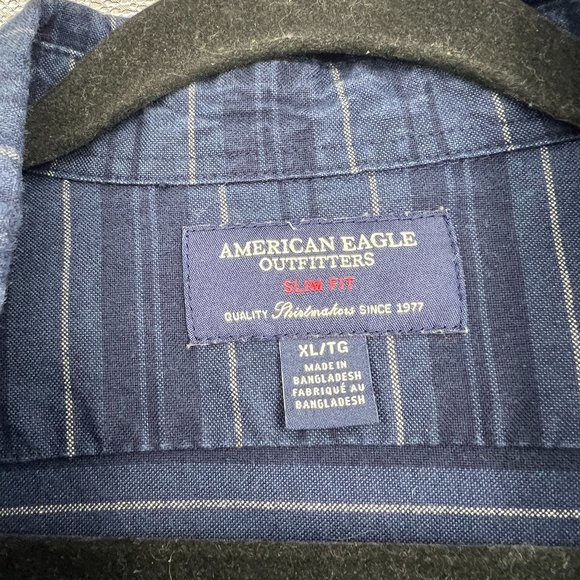 AMERICAN EAGLE
OUTFITTERS
SLIM FIT
QUALITY Shirtmakers SINCE 1977
XL/TG
MADE IN
BANGLADESH
FABRIQUÉ AU
BANGLADESH